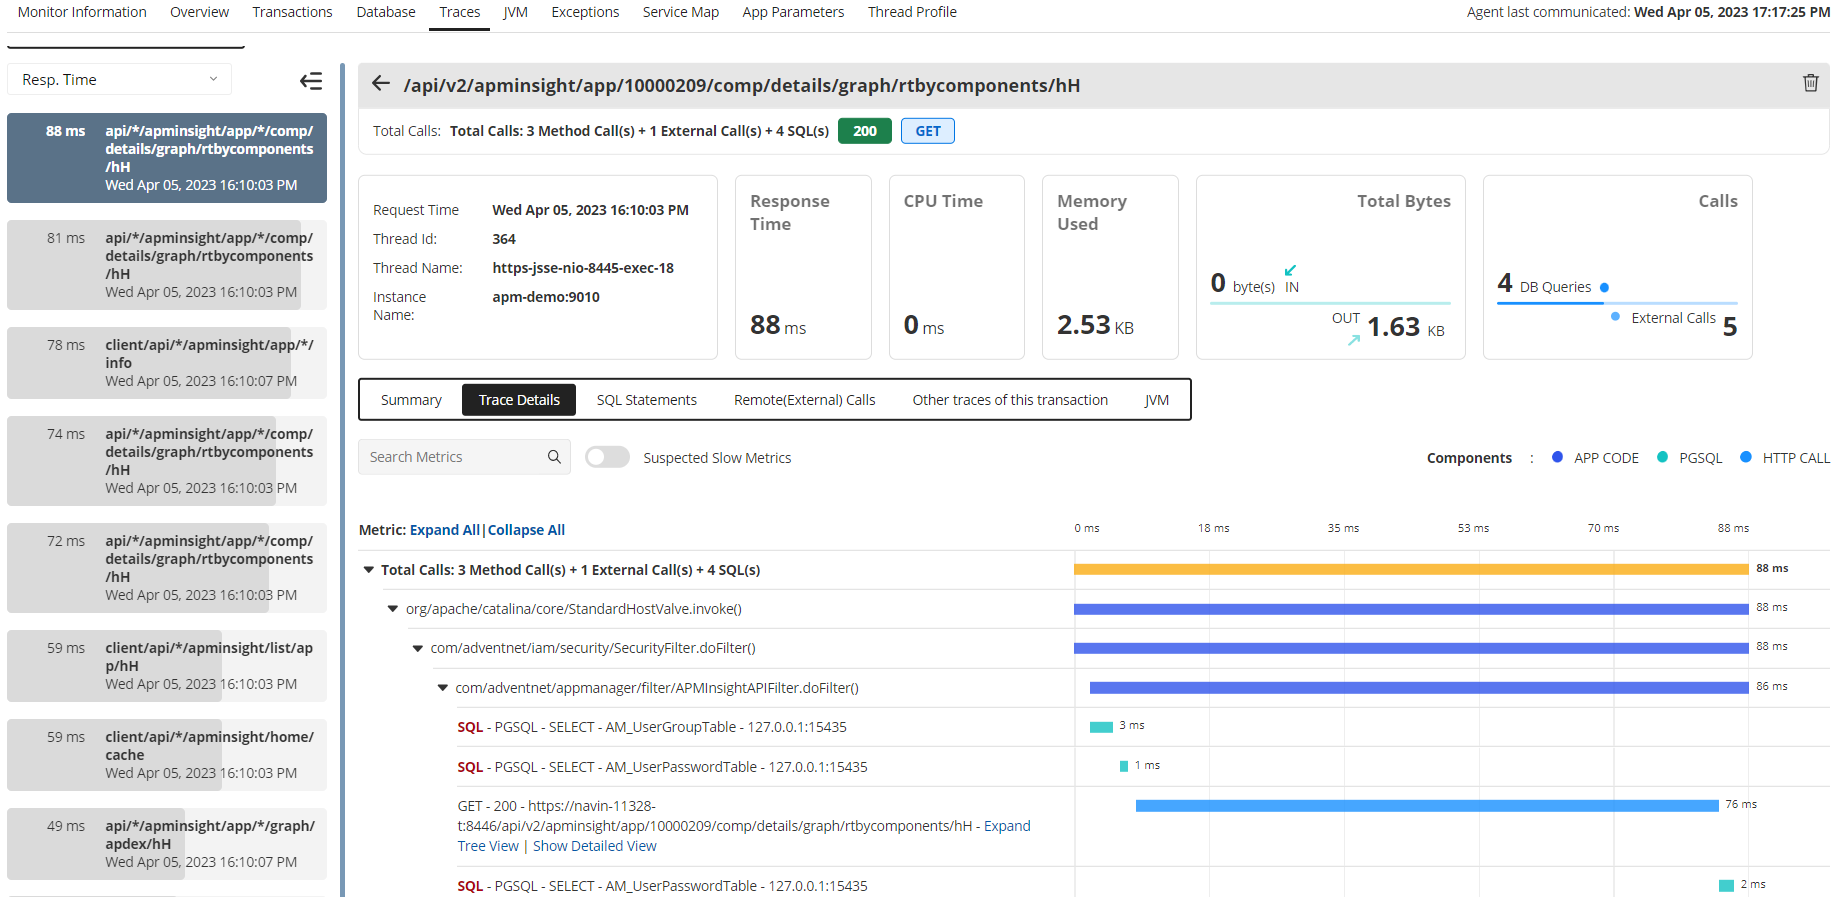 Monitor Information Overview Transactions Database Traces JVM Exceptions Service Map App Parameters Thread Profile Agent last communicated: Wed Apr 05, 2023 17:17:25 PM
Resp. Time
88 ms api/*/apminsight/app/*/comp/
details/graph/rtbycomponents
/hH
Wed Apr 05, 2023 16:10:03 PM
81 ms api/*/apminsight/app/*/comp/
details/graph/rtbycomponents
/hH
Wed Apr 05, 2023 16:10:03 PM
78 ms client/api/*/apminsight/app/*/
info
Wed Apr 05, 2023 16:10:07 PM
74 ms api/*/apminsight/app/*/comp/
details/graph/rtbycomponents
/hH
Wed Apr 05, 2023 16:10:03 PM
72 ms api/*/apminsight/app/*/comp/
details/graph/rtbycomponents
/hH
Wed Apr 05, 2023 16:10:03 PM
59 ms client/api/*/apminsight/list/ap
p/hH
Wed Apr 05, 2023 16:10:03 PM
59 ms client/api/*/apminsight/home/
cache
Wed Apr 05, 2023 16:10:03 PM
49 ms api/*/apminsight/app/*/graph/
apdex/hH
Wed Apr 05, 2023 16:10:07 PM
/api/v2/apminsight/app/10000209/comp/details/graph/rtbycomponents/hH
Total Calls: Total Calls: 3 Method Call(s) + 1 External Call(s) + 4 SQL(s) 200 GET
Request Time Wed Apr 05, 2023 16:10:03 PM
Thread Id: 364
Thread Name: https-jsse-nio-8445-exec-18
Instance
Name: apm-demo:9010
Response
Time
88 ms
CPU Time
0 ms
Memory
Used
2.53 KB
Total Bytes
0 byte(s) IN
OUT 1.63 KB
Calls
4 DB Queries
External Calls 5
Summary Trace Details SQL Statements Remote(External) Calls Other traces of this transaction JVM
Search Metrics Suspected Slow Metrics Components : APP CODE PGSQL HTTP CALL
Metric: Expand All|Collapse All 0 ms 18 ms 35 ms 53 ms 70 ms 88 ms
Total Calls: 3 Method Call(s) + 1 External Call(s) + 4 SQL(s) 88 ms
org/apache/catalina/core/StandardHostValve.invoke() 88 ms
com/adventnet/iam/security/SecurityFilter.doFilter() 88 ms
com/adventnet/appmanager/filter/APMInsightAPIFilter.doFilter() 86 ms
SQL - PGSQL - SELECT - AM_UserGroupTable - 127.0.0.1:15435 3 ms
SQL - PGSQL - SELECT - AM_UserPasswordTable - 127.0.0.1:15435 1 ms
GET - 200 - https://navin-11328- 76 ms
t:8446/api/v2/apminsight/app/10000209/comp/details/graph/rtbycomponents/hH - Expand
Tree View | Show Detailed View
SQL - PGSQL - SELECT - AM_UserPasswordTable - 127.0.0.1:15435 2 ms